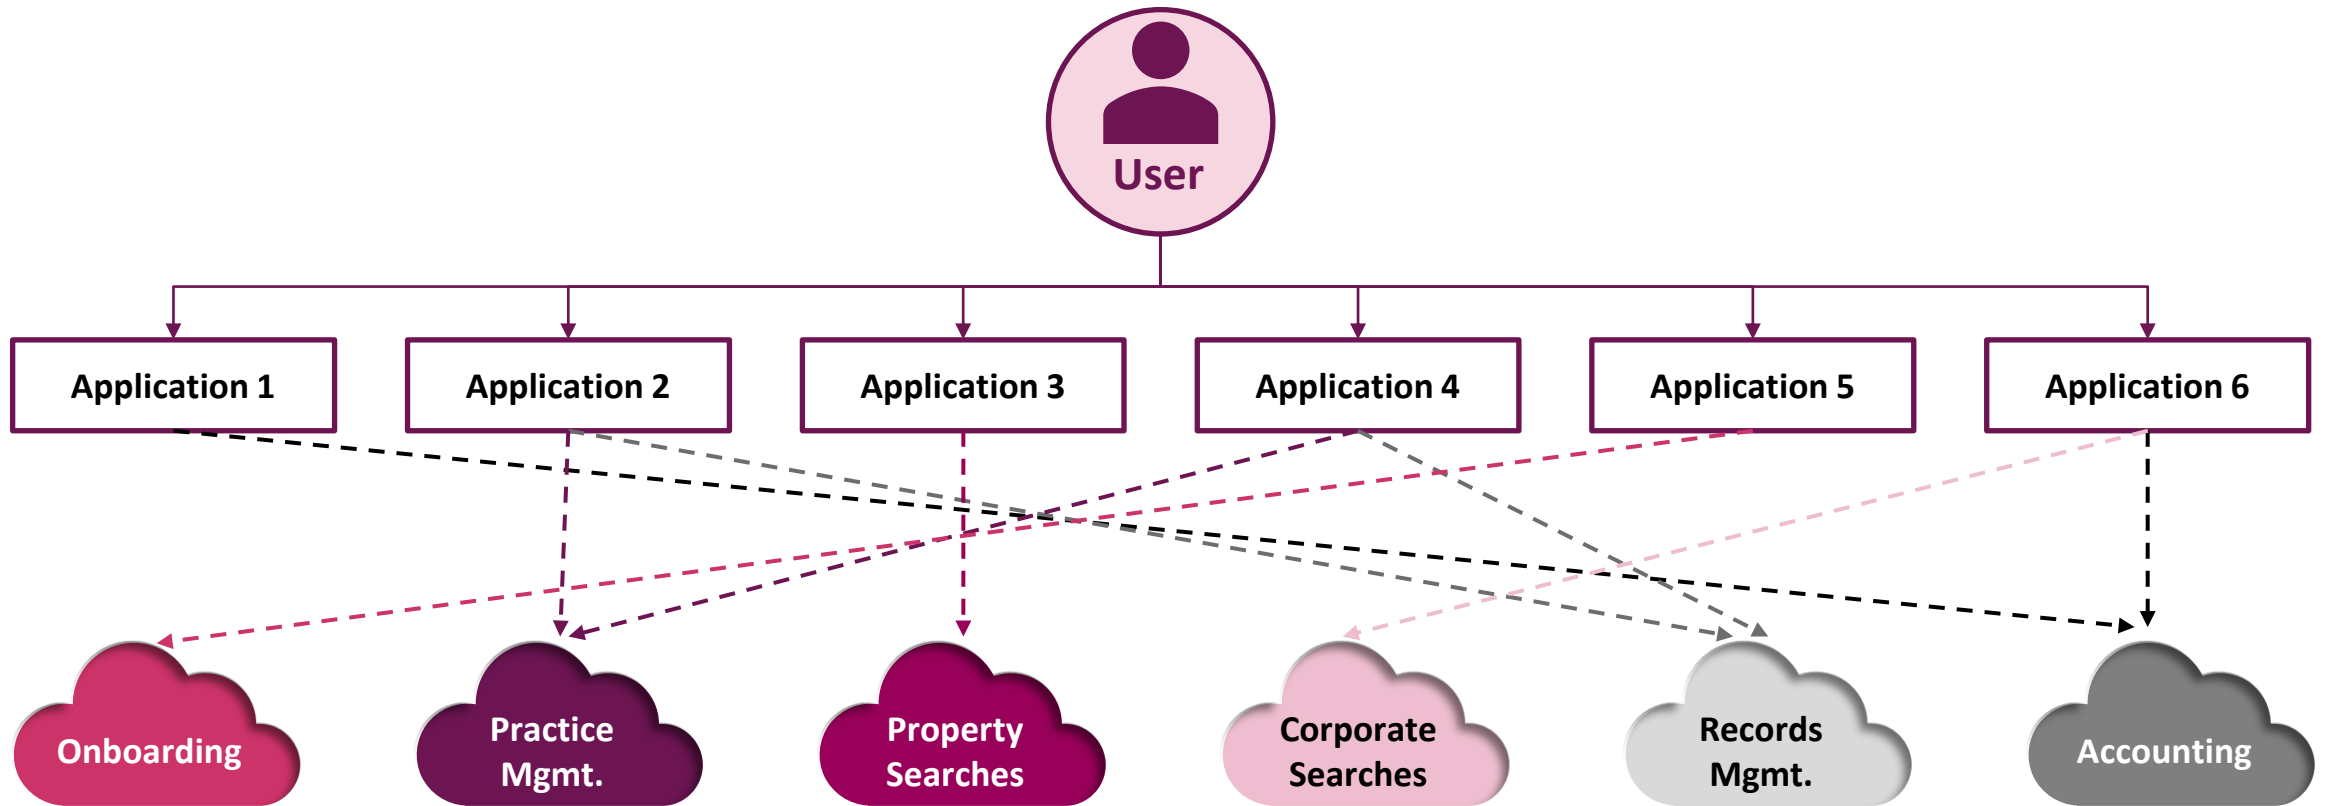 User
Application 1
Application 2
Application 3
Application 4
Application 5
Application 6
Onboarding
Practice
Mgmt.
Property
Searches
Corporate
Searches
Records
Mgmt.
Accounting